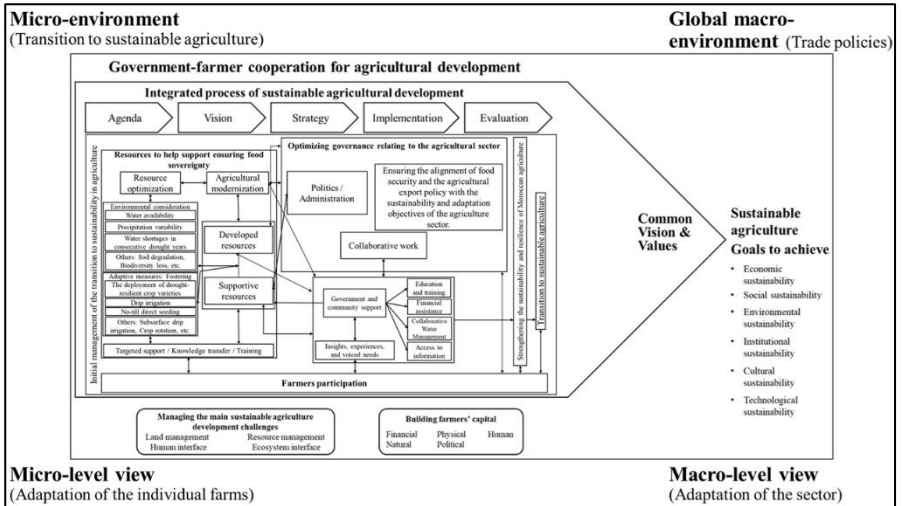 Micro-environment
(Transition to sustainable agriculture)
Global macro-
environment (Trade policies)
Government-farmer cooperation for agricultural development
Integrated process of sustainable agricultural development
Agenda
Vision
Strategy
Implementation
Evaluation
Initial management of the transition to sustainability in agriculture
Resources to help support ensuring food
sovereignty
Resource
optimization
Agricultural
modernization
Environmental consideration
Water availability
Precipitation variability
Water shortages in
consecutive drought years
Others: Soil degradation,
Biodiversity loss, etc.
Adaptive measures: Fostering
The deployment of drought-
resilient crop varieties
Drip irrigation
No-till direct seeding
Others: Subsurface drip
irrigation, Crop rotation, etc.
Developed
resources
Supportive
resources
Targeted support / Knowledge transfer / Training
Optimizing governance relating to the agricultural sector
Politics /
Administration
Ensuring the alignment of food
security and the agricultural
export policy with the
sustainability and adaptation
objectives of the agriculture
sector.
Collaborative work
Government and
community support
Insights, experiences,
and voiced needs
Education
and training
Financial
assistance
Collaborative
Water
Management
Access to
information
Strengthening the sustainability and resilience of Moroccan agriculture
Transition to sustainable agriculture
Farmers participation
Common
Vision &
Values
Sustainable
agriculture
Goals to achieve
• Economic
sustainability
• Social sustainability
• Environmental
sustainability
• Institutional
sustainability
• Cultural
sustainability
• Technological
sustainability
Managing the main sustainable agriculture
development challenges
Land management Resource management
Human interface Ecosystem interface
Building farmers' capital
Financial Physical Human
Natural Political
Micro-level view
(Adaptation of the individual farms)
Macro-level view
(Adaptation of the sector)